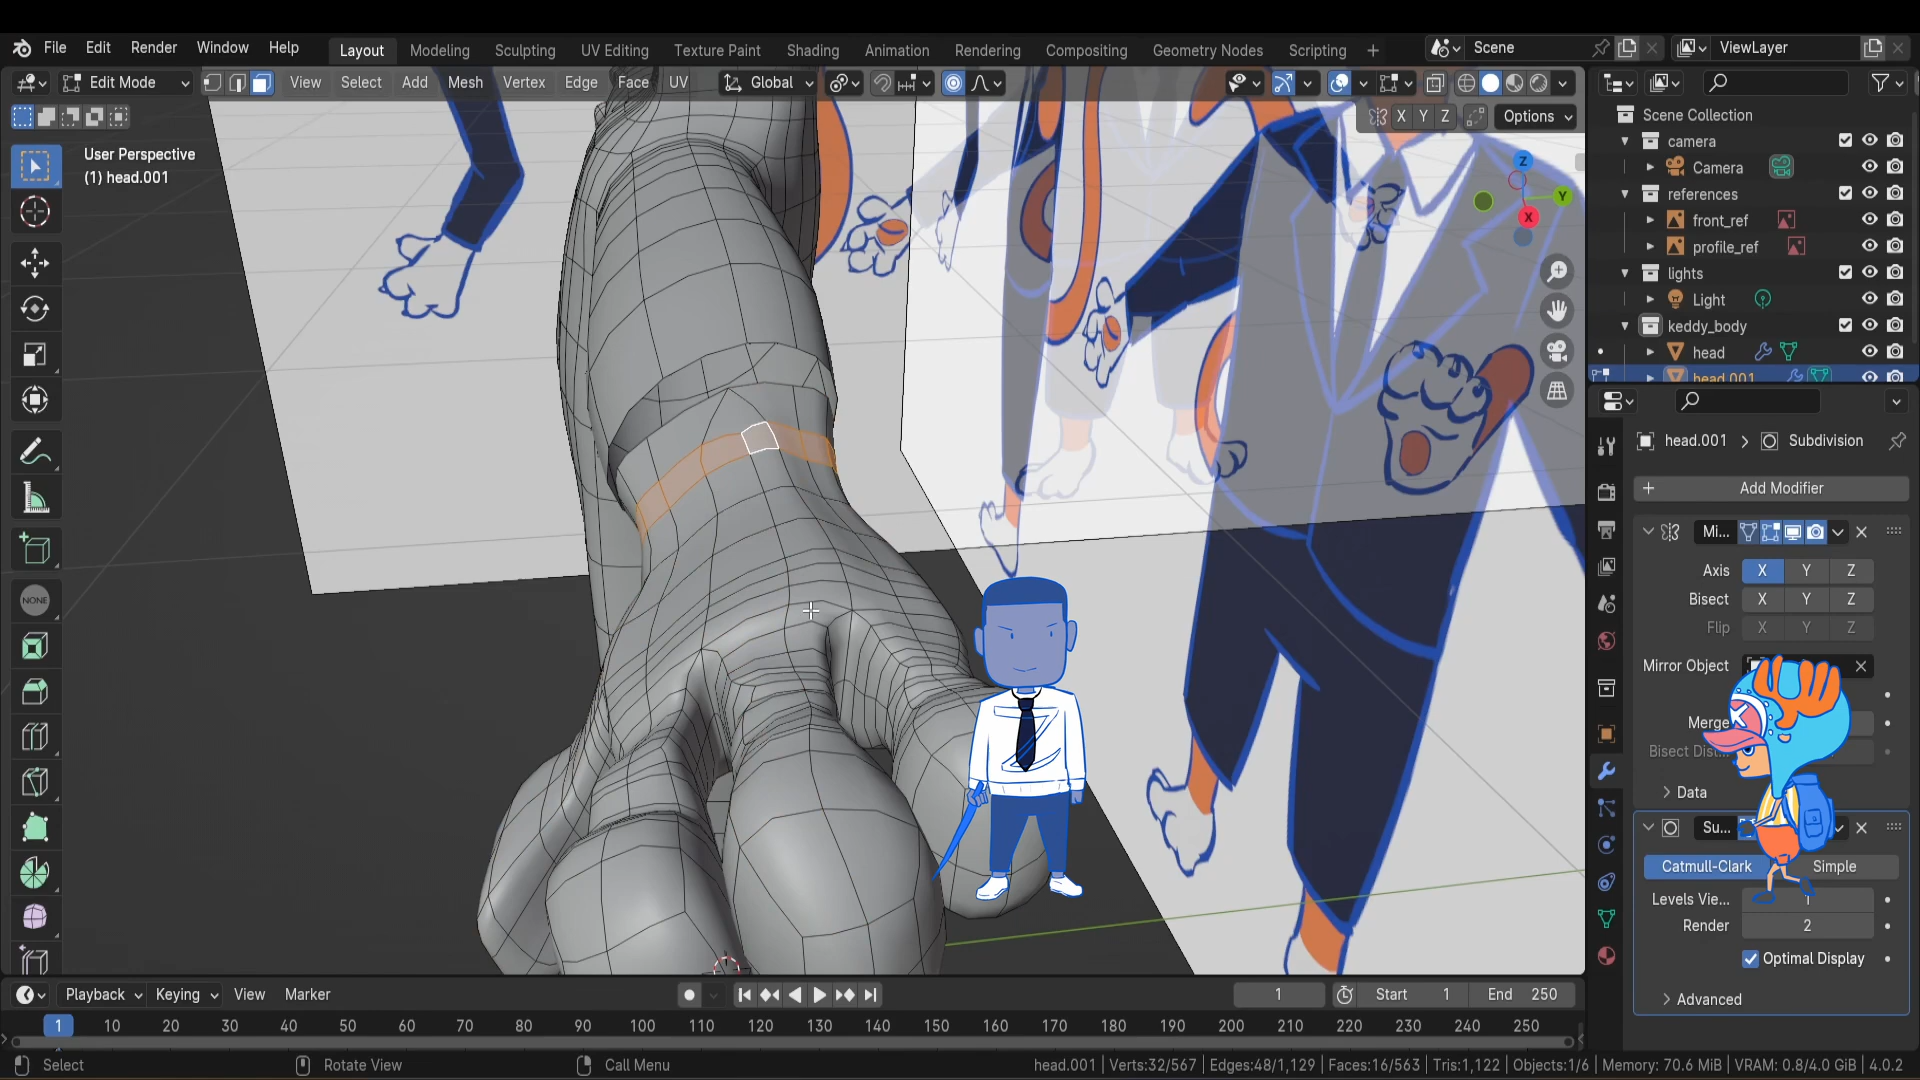 File Edit Render Window Help Layout Modeling Sculpting UV Editing Texture Paint Shading Animation Rendering Compositing Geometry Nodes Scripting Scene ViewLayer
Edit Mode View Select Add Mesh Vertex Edge Face UV Global
X Y Z Options
User Perspective
(1) head.001
Z
Y
X
NONE
Scene Collection
camera
Camera
references
front_ref
profile_ref
lights
Light
keddy_body
head
head.001
head.001 > Subdivision
Add Modifier
Mi...
Axis X Y Z
Bisect X Y Z
Flip X Y Z
Mirror Object
Merge
Bisect Dis...
Data
Su...
Catmull-Clark Simple
Levels Vie... 1
Render 2
Optimal Display
Advanced
Playback Keying View Marker 1 Start 1 End 250
1 10 20 30 40 50 60 70 80 90 100 110 120 130 140 150 160 170 180 190 200 210 220 230 240 250
Select Rotate View Call Menu head.001 | Verts:32/567 | Edges:48/1,129 | Faces:16/563 | Tris:1,122 | Objects:1/6 | Memory: 70.6 MiB | VRAM: 0.8/4.0 GiB | 4.0.2